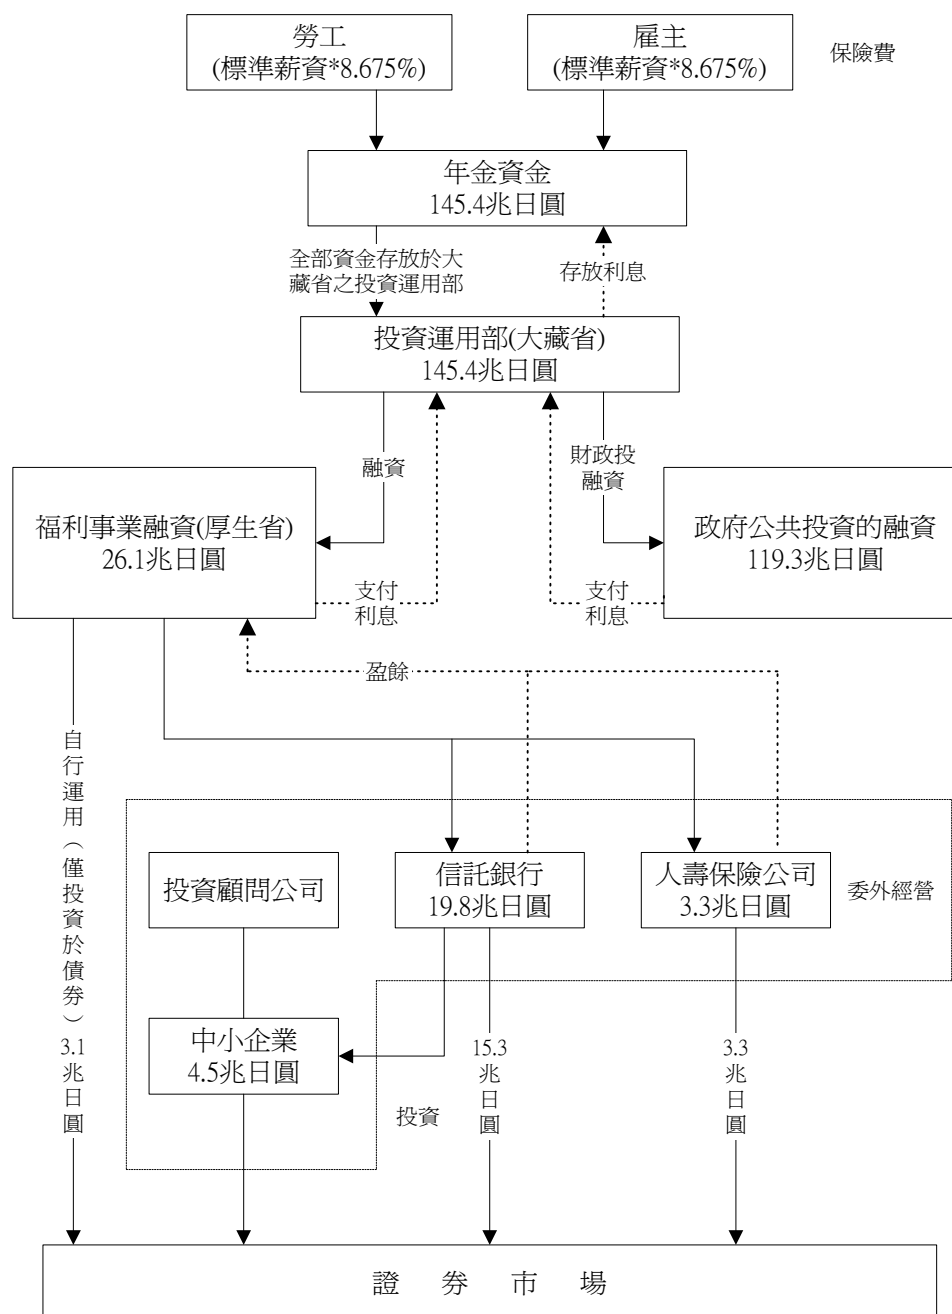 勞工
(標準薪資*8.675%)
雇主
(標準薪資*8.675%)
保險費
年金資金
145.4兆日圓
全部資金存放於大
藏省之投資運用部
存放利息
投資運用部(大藏省)
145.4兆日圓
融資
財政投
融資
福利事業融資(厚生省)
26.1兆日圓
政府公共投資的融資
119.3兆日圓
支付
利息
支付
利息
盈餘
自行運用（僅投資於債券）3.1兆日圓
投資顧問公司
信託銀行
19.8兆日圓
人壽保險公司
3.3兆日圓
委外經營
中小企業
4.5兆日圓
15.3兆日圓
3.3兆日圓
投資
證券市場